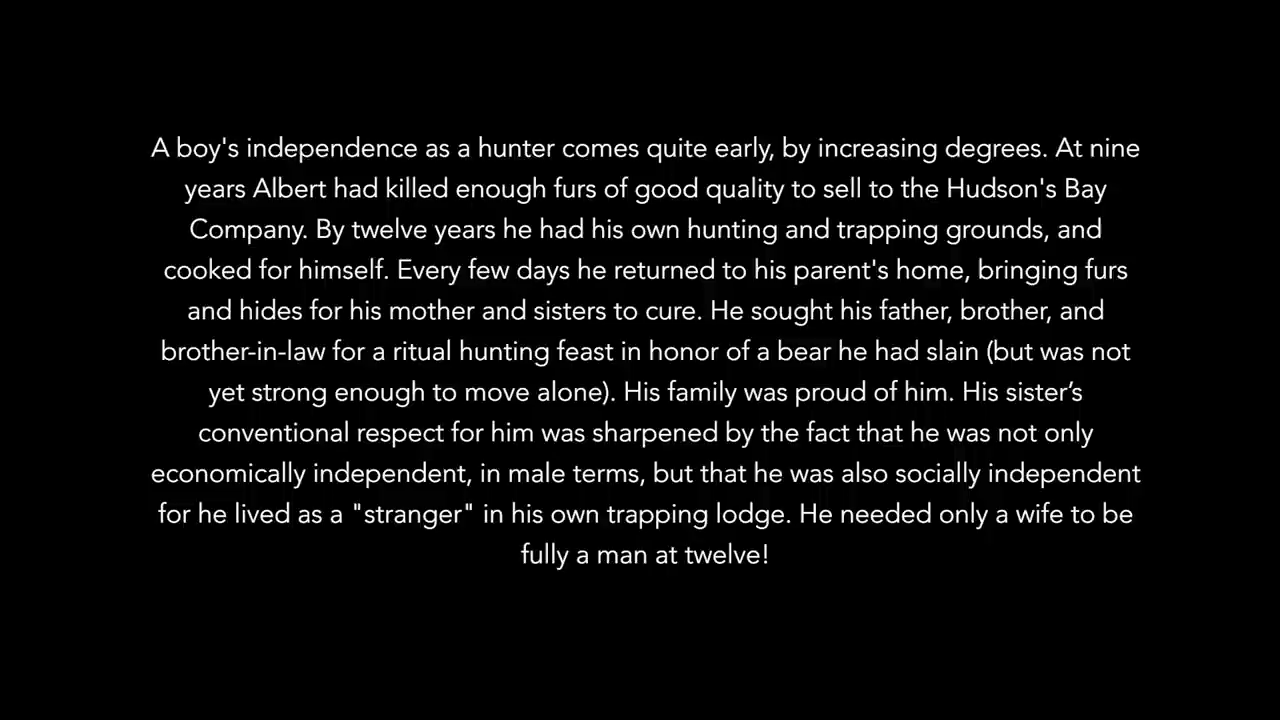 A boy's independence as a hunter comes quite early, by increasing degrees. At nine
years Albert had killed enough furs of good quality to sell to the Hudson's Bay
Company. By twelve years he had his own hunting and trapping grounds, and
cooked for himself. Every few days he returned to his parent's home, bringing furs
and hides for his mother and sisters to cure. He sought his father, brother, and
brother-in-law for a ritual hunting feast in honor of a bear he had slain (but was not
yet strong enough to move alone). His family was proud of him. His sister’s
conventional respect for him was sharpened by the fact that he was not only
economically independent, in male terms, but that he was also socially independent
for he lived as a "stranger" in his own trapping lodge. He needed only a wife to be
fully a man at twelve!